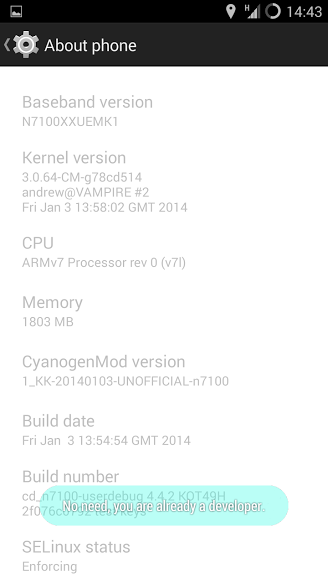 H 14:43
About phone
Baseband version
N7100XXUEMK1
Kernel version
3.0.64-CM-g78cd514
andrew@VAMPIRE #2
Fri Jan 3 13:58:02 GMT 2014
CPU
ARMv7 Processor rev 0 (v7l)
Memory
1803 MB
CyanogenMod version
1_KK-20140103-UNOFFICIAL-n7100
Build date
Fri Jan 3 13:54:54 GMT 2014
Build number
cd_n7100-userdebug 4.4.2 KOT49H
No need, you are already a developer.
SELinux status
Enforcing